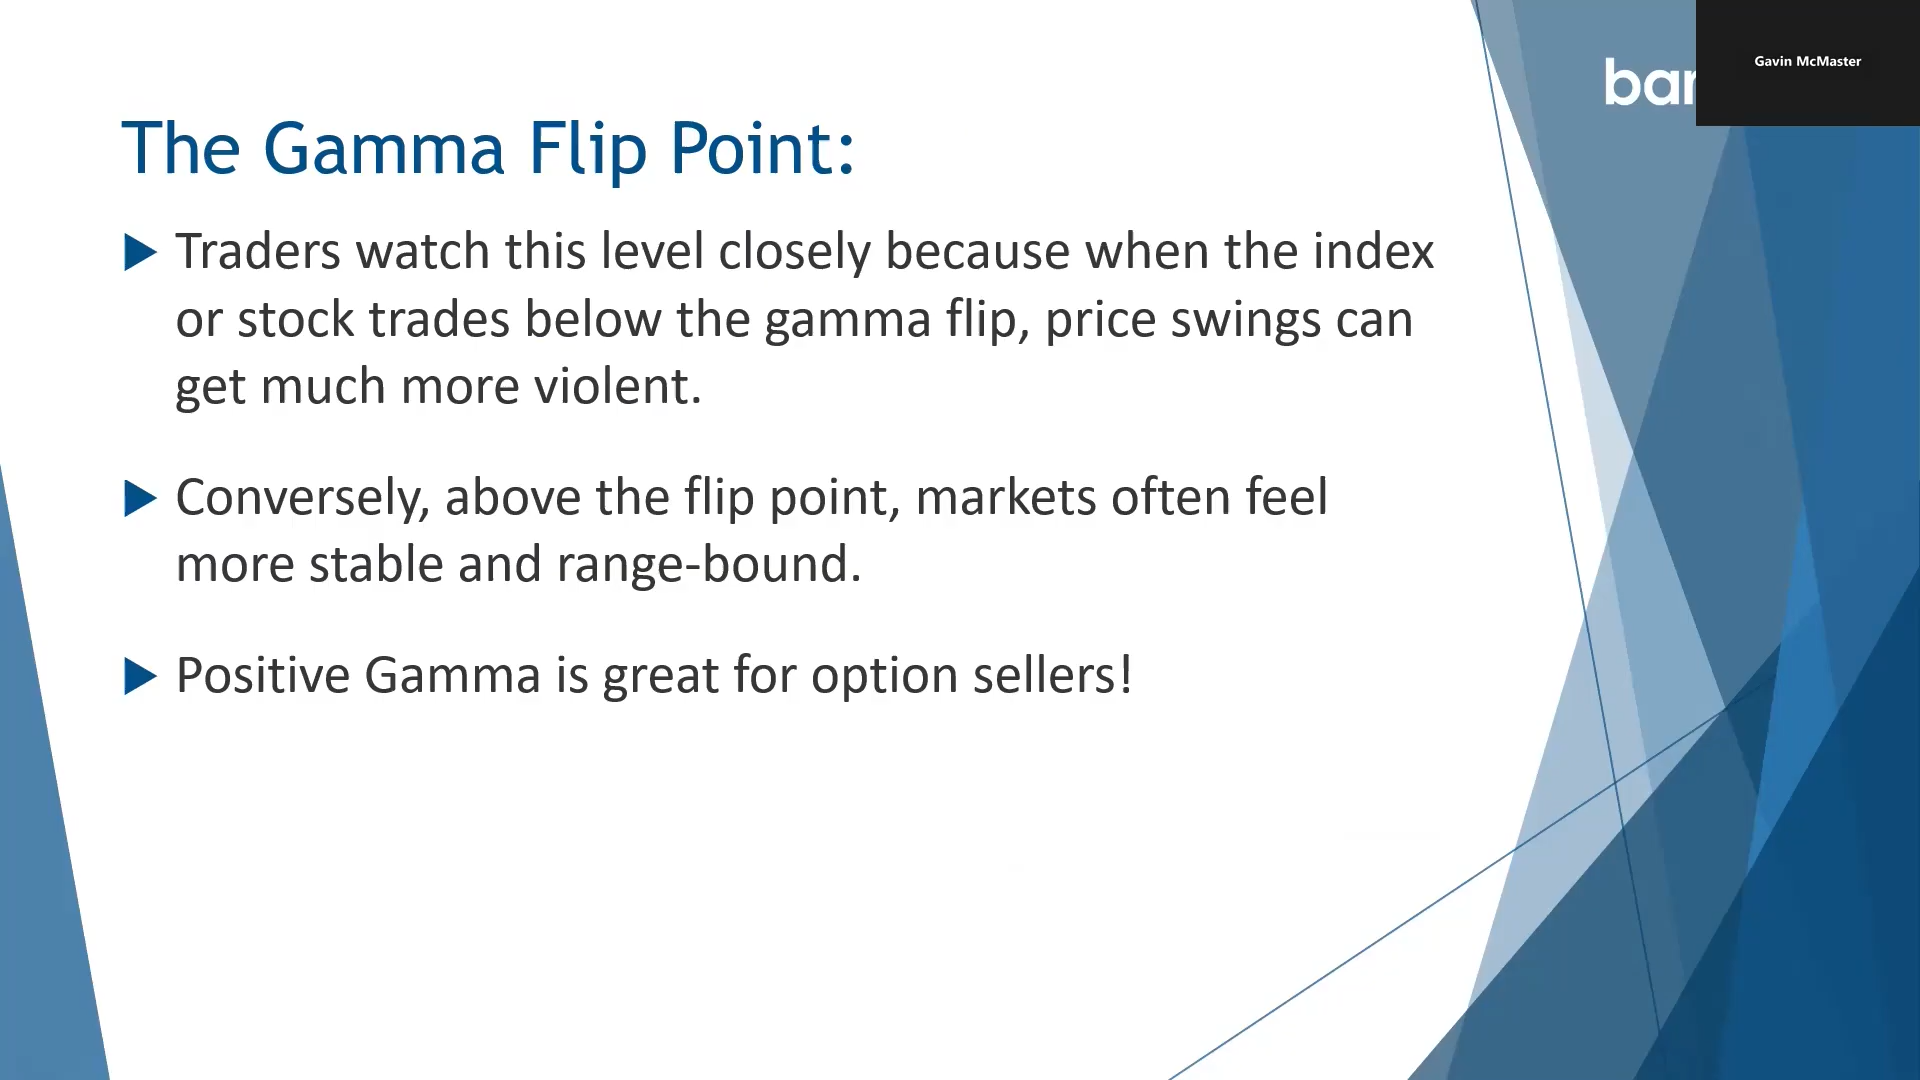 Gavin McMaster
The Gamma Flip Point:
Traders watch this level closely because when the index
or stock trades below the gamma flip, price swings can
get much more violent.
Conversely, above the flip point, markets often feel
more stable and range-bound.
Positive Gamma is great for option sellers!